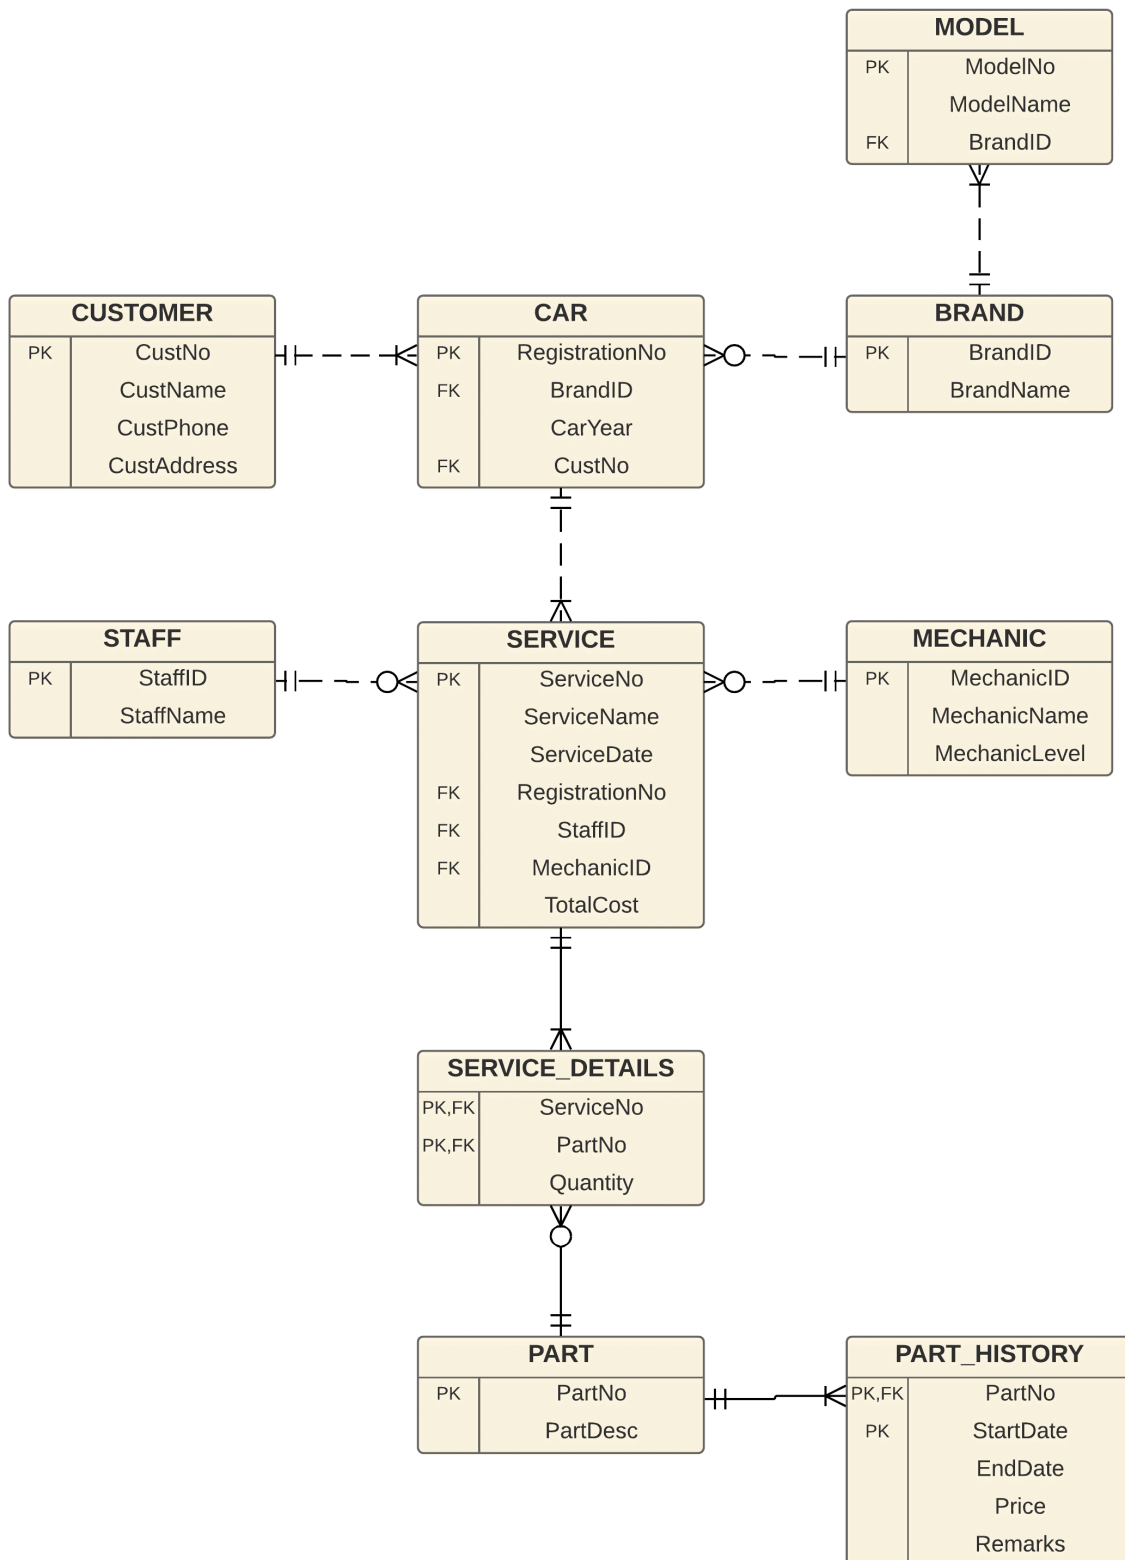 MODEL
PK ModelNo
ModelName
FK BrandID
CUSTOMER
PK CustNo
CustName
CustPhone
CustAddress
CAR
PK RegistrationNo
FK BrandID
CarYear
FK CustNo
BRAND
PK BrandID
BrandName
STAFF
PK StaffID
StaffName
SERVICE
PK ServiceNo
ServiceName
ServiceDate
FK RegistrationNo
FK StaffID
FK MechanicID
TotalCost
MECHANIC
PK MechanicID
MechanicName
MechanicLevel
SERVICE_DETAILS
PK,FK ServiceNo
PK,FK PartNo
Quantity
PART
PK PartNo
PartDesc
PART_HISTORY
PK,FK PartNo
PK StartDate
EndDate
Price
Remarks